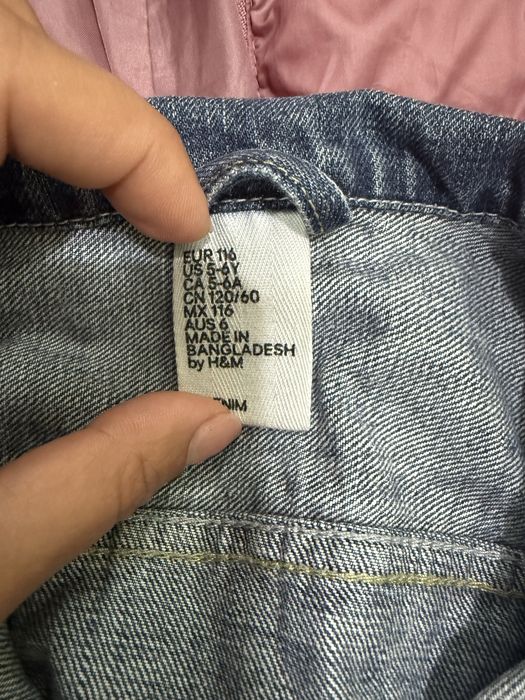 EUR 116
US 5-6Y
CA 5-6A
CN 120/60
MX 116
AUS 6
MADE IN
BANGLADESH
by H&M